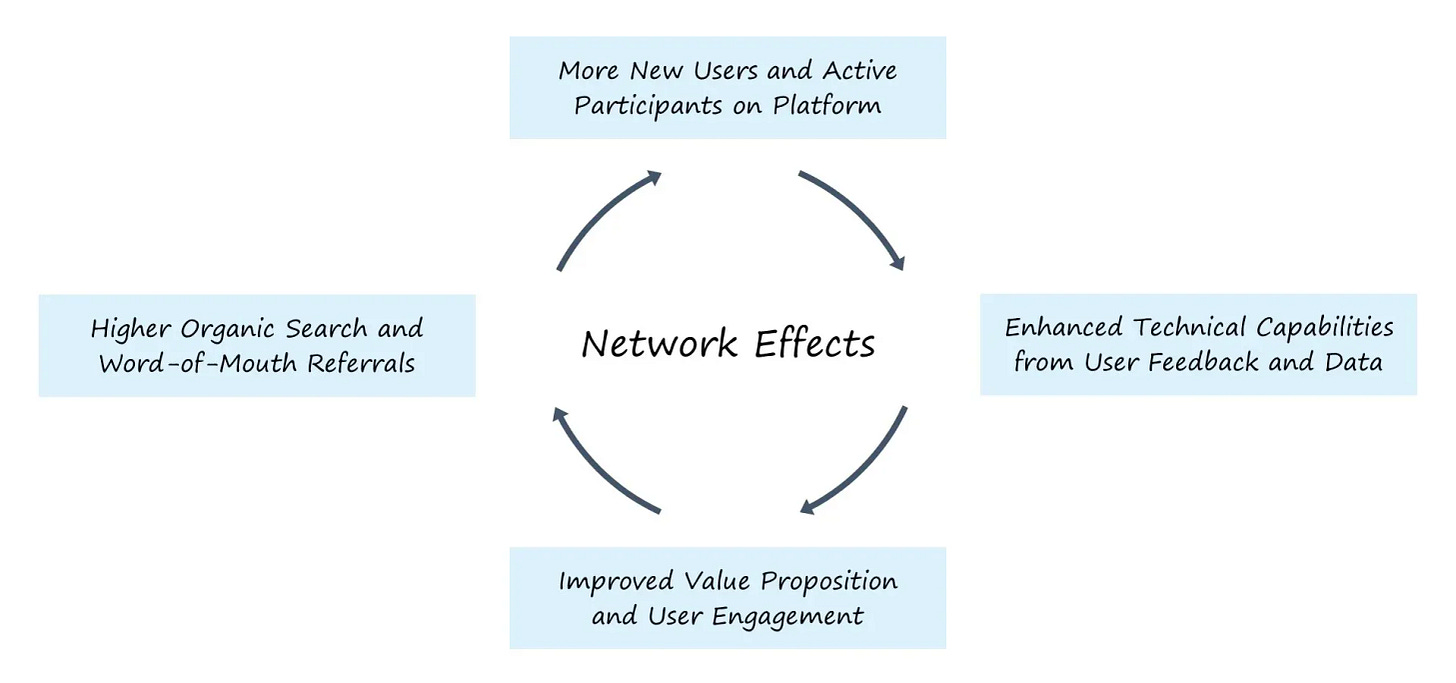 More New Users and Active
Participants on Platform
Higher Organic Search and
Word-of-Mouth Referrals
Network Effects
Enhanced Technical Capabilities
from User Feedback and Data
Improved Value Proposition
and User Engagement